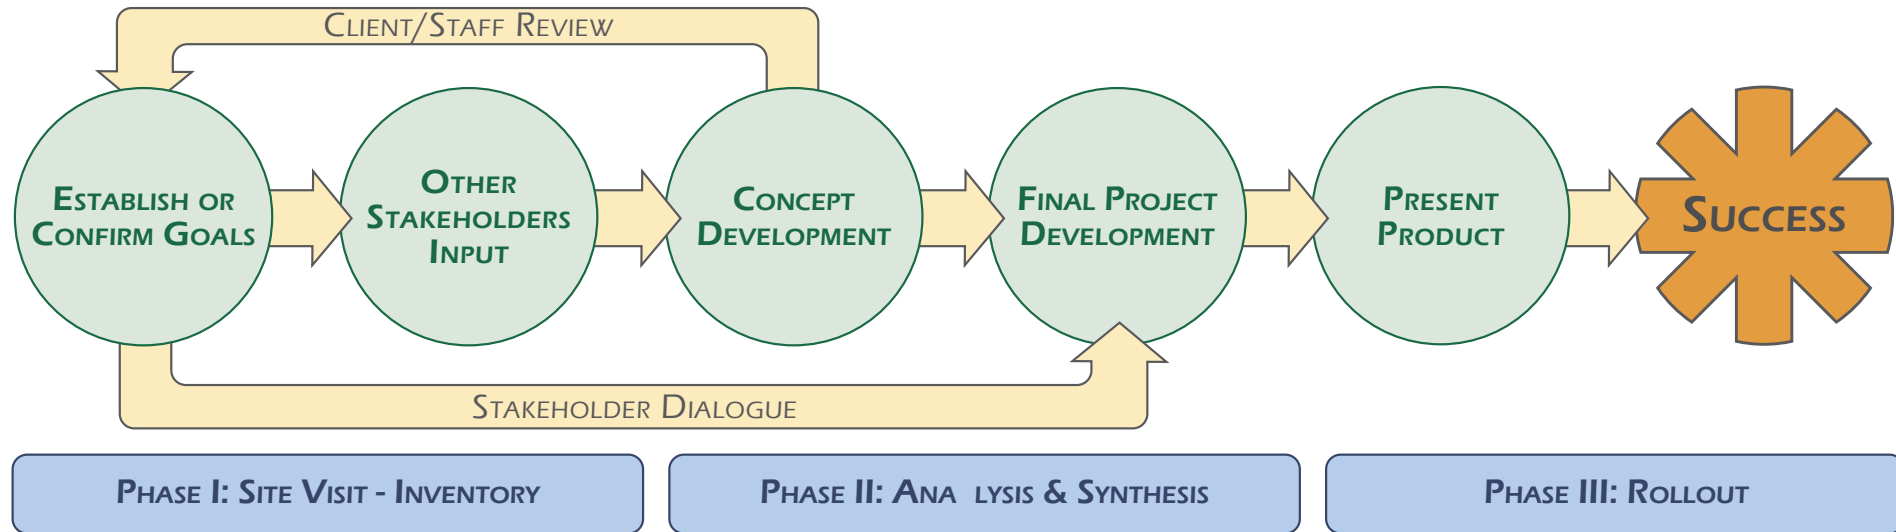 Client/Staff Review
Establish or
Confirm Goals
Other
Stakeholders
Input
Concept
Development
Final Project
Development
Present
Product
Success
Stakeholder Dialogue
Phase I: Site Visit - Inventory
Phase II: Ana lysis & Synthesis
Phase III: Rollout